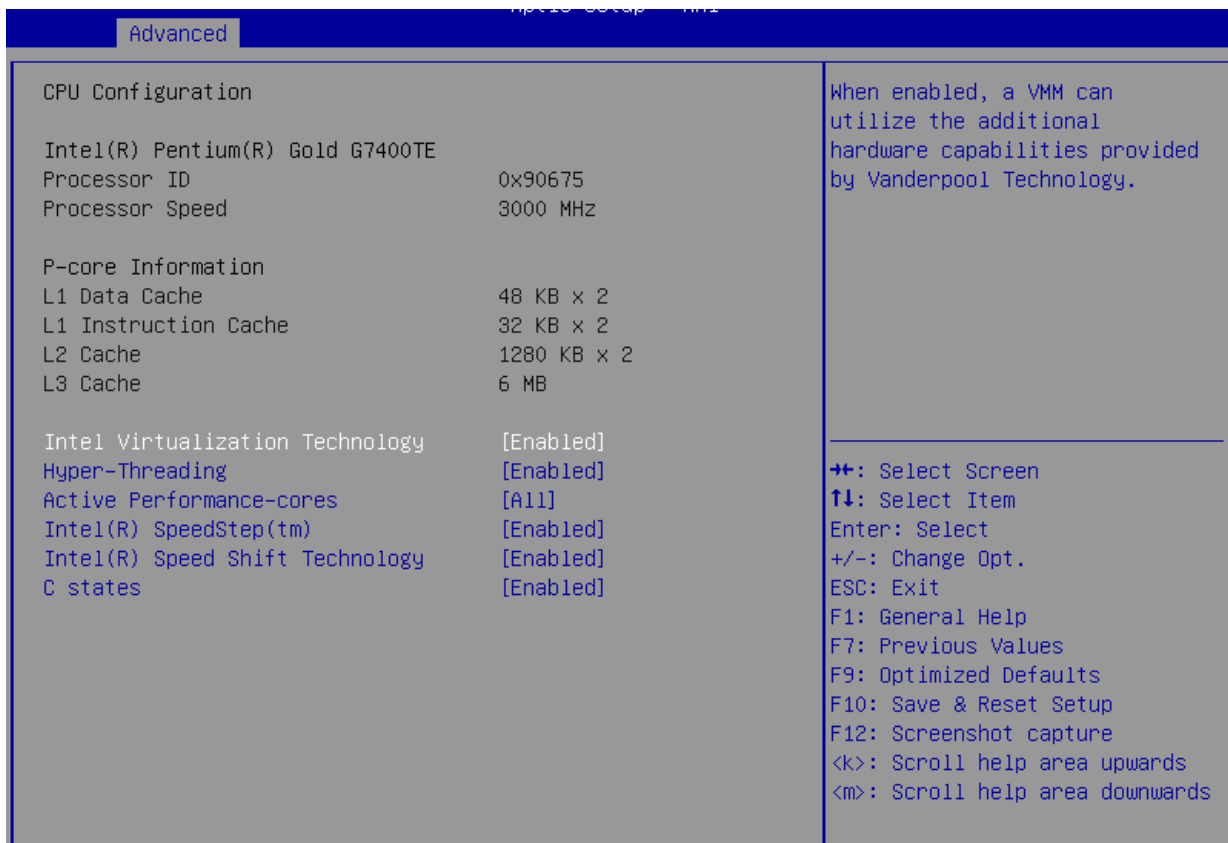 Advanced
CPU Configuration
Intel(R) Pentium(R) Gold G7400TE
Processor ID 0x90675
Processor Speed 3000 MHz
P-core Information
L1 Data Cache 48 KB x 2
L1 Instruction Cache 32 KB x 2
L2 Cache 1280 KB x 2
L3 Cache 6 MB
Intel Virtualization Technology [Enabled]
Hyper-Threading [Enabled]
Active Performance-cores [All]
Intel(R) SpeedStep(tm) [Enabled]
Intel(R) Speed Shift Technology [Enabled]
C states [Enabled]
When enabled, a VMM can
utilize the additional
hardware capabilities provided
by Vanderpool Technology.
→←: Select Screen
↑↓: Select Item
Enter: Select
+/-: Change Opt.
ESC: Exit
F1: General Help
F7: Previous Values
F9: Optimized Defaults
F10: Save & Reset Setup
F12: Screenshot capture
<k>: Scroll help area upwards
<m>: Scroll help area downwards